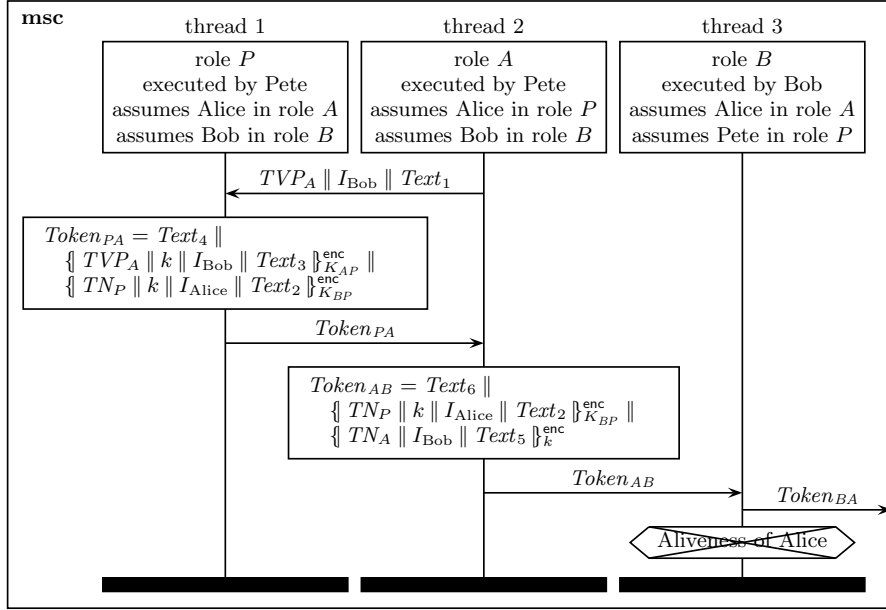 msc
thread 1
thread 2
thread 3
role P
executed by Pete
assumes Alice in role A
assumes Bob in role B
role A
executed by Pete
assumes Alice in role P
assumes Bob in role B
role B
executed by Bob
assumes Alice in role A
assumes Pete in role P
TVP_A ∥ I_Bob ∥ Text_1
Token_PA = Text_4 ∥
⦃ TVP_A ∥ k ∥ I_Bob ∥ Text_3 ⦄^enc_K_AP ∥
⦃ TN_P ∥ k ∥ I_Alice ∥ Text_2 ⦄^enc_K_BP
Token_PA
Token_AB = Text_6 ∥
⦃ TN_P ∥ k ∥ I_Alice ∥ Text_2 ⦄^enc_K_BP ∥
⦃ TN_A ∥ I_Bob ∥ Text_5 ⦄^enc_k
Token_AB
Token_BA
Aliveness of Alice